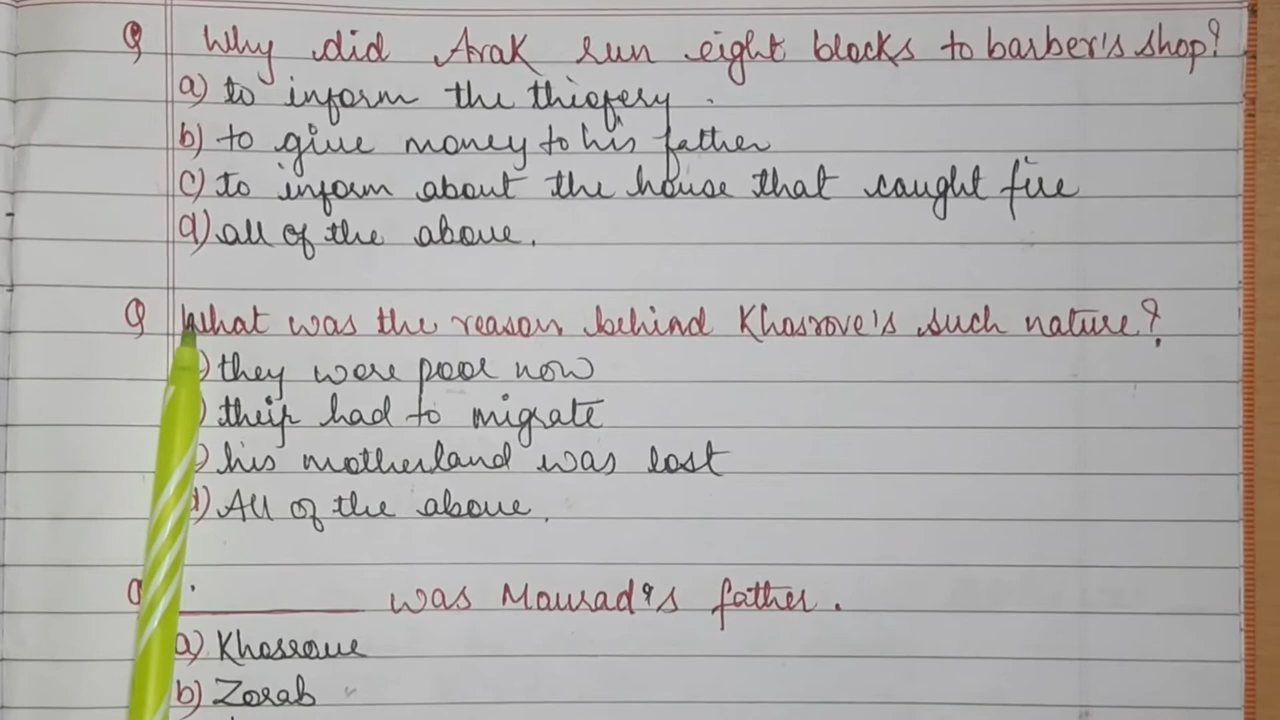 Q Why did Arak run eight blocks to barber's shop?
a) to inform the thiefery.
b) to give money to his father
c) to inform about the house that caught fire
d) all of the above.
Q What was the reason behind Khosrove's such nature?
) they were poor now
) their had to migrate
) his motherland was lost
d) All of the above.
Q ________ was Mourad's father.
a) Khosrove
b) Zorab